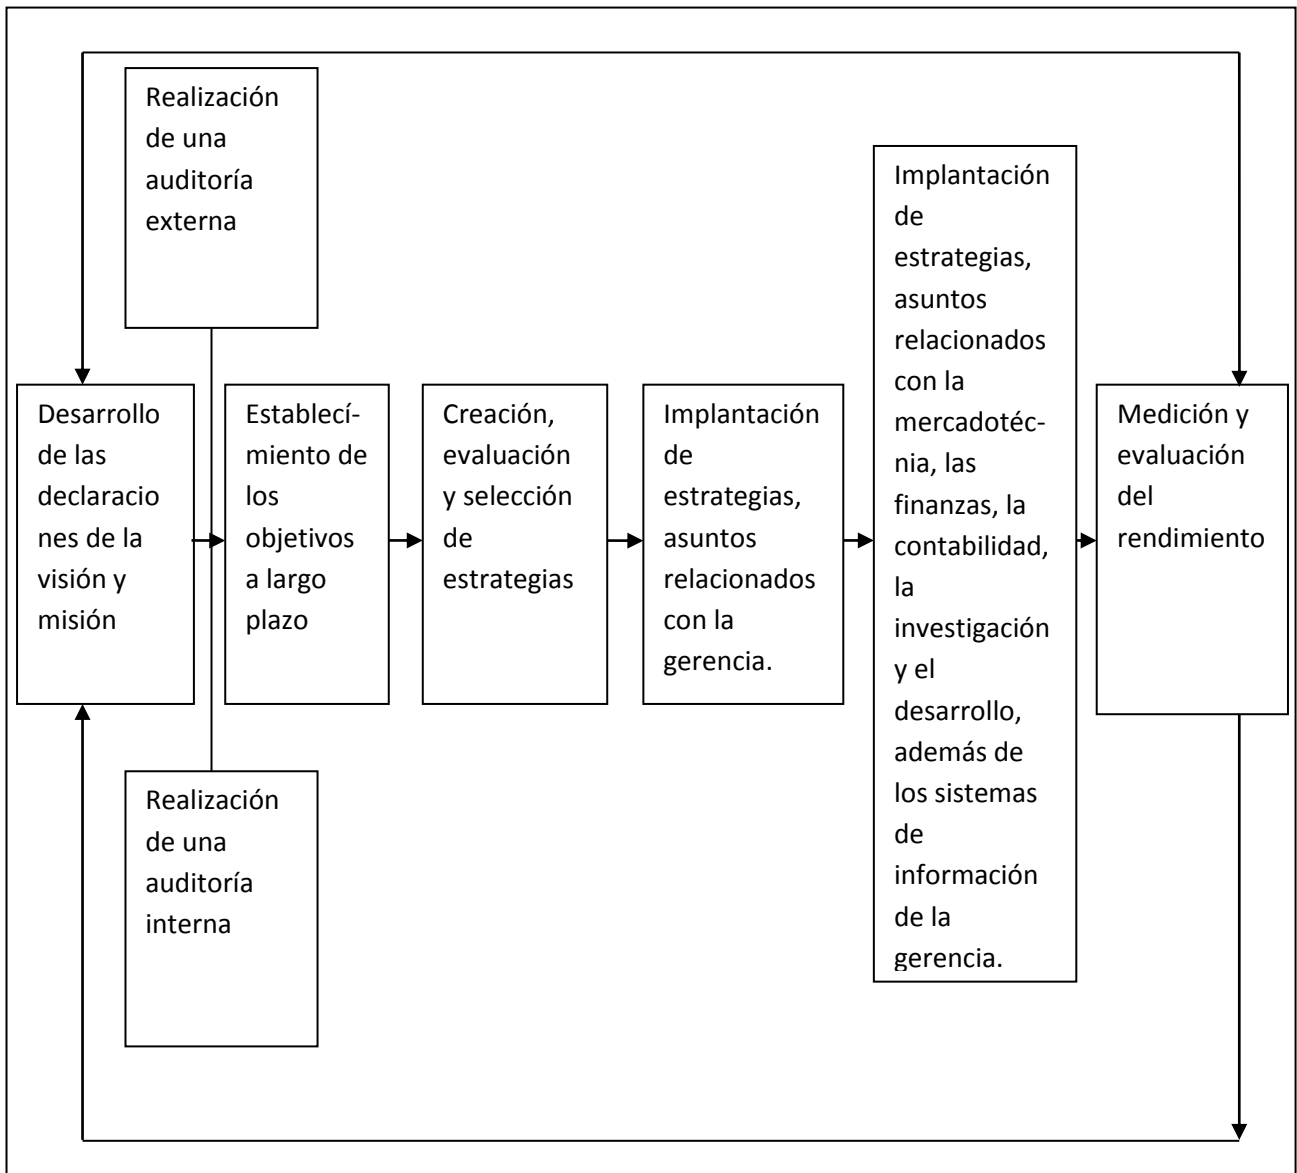 Realización
de una
auditoría
externa
Desarrollo
de las
declaracio
nes de la
visión y
misión
Establecí-
miento de
los
objetivos
a largo
plazo
Creación,
evaluación
y selección
de
estrategias
Implantación
de
estrategias,
asuntos
relacionados
con la
gerencia.
Implantación
de
estrategias,
asuntos
relacionados
con la
mercadotéc-
nia, las
finanzas, la
contabilidad,
la
investigación
y el
desarrollo,
además de
los sistemas
de
información
de la
gerencia.
Medición y
evaluación
del
rendimiento
Realización
de una
auditoría
interna